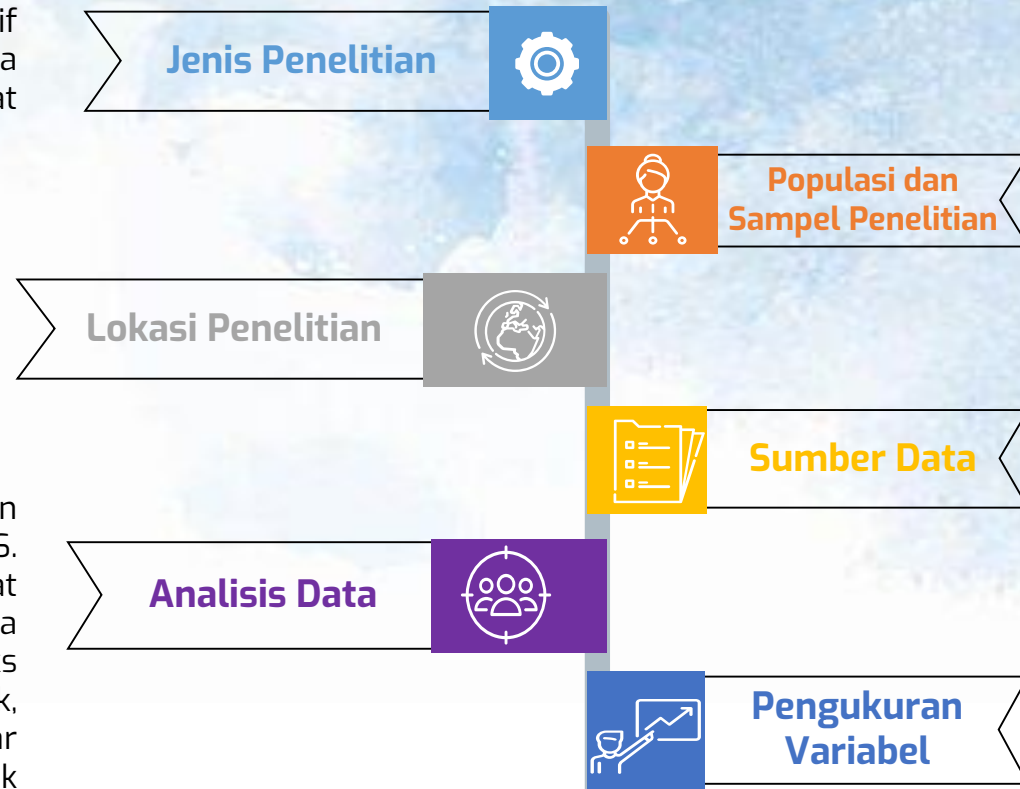 Jenis Penelitian
Populasi dan
Sampel Penelitian
Lokasi Penelitian
Sumber Data
Analisis Data
Pengukuran
Variabel